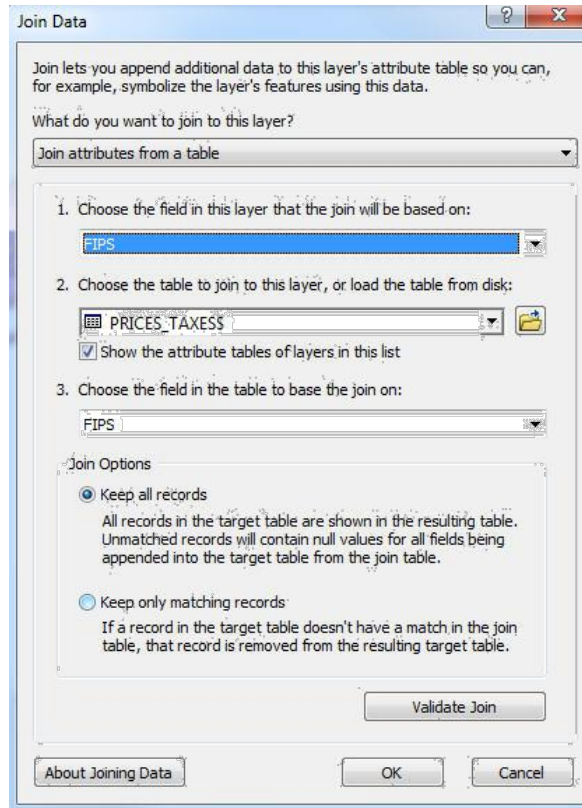 Join Data
Join lets you append additional data to this layer's attribute table so you can,
for example, symbolize the layer's features using this data.
What do you want to join to this layer?
Join attributes from a table
1. Choose the field in this layer that the join will be based on:
FIPS
2. Choose the table to join to this layer, or load the table from disk:
PRICES_TAXES$
Show the attribute tables of layers in this list
3. Choose the field in the table to base the join on:
FIPS
Join Options
Keep all records
All records in the target table are shown in the resulting table.
Unmatched records will contain null values for all fields being
appended into the target table from the join table.
Keep only matching records
If a record in the target table doesn't have a match in the join
table, that record is removed from the resulting target table.
Validate Join
About Joining Data
OK
Cancel